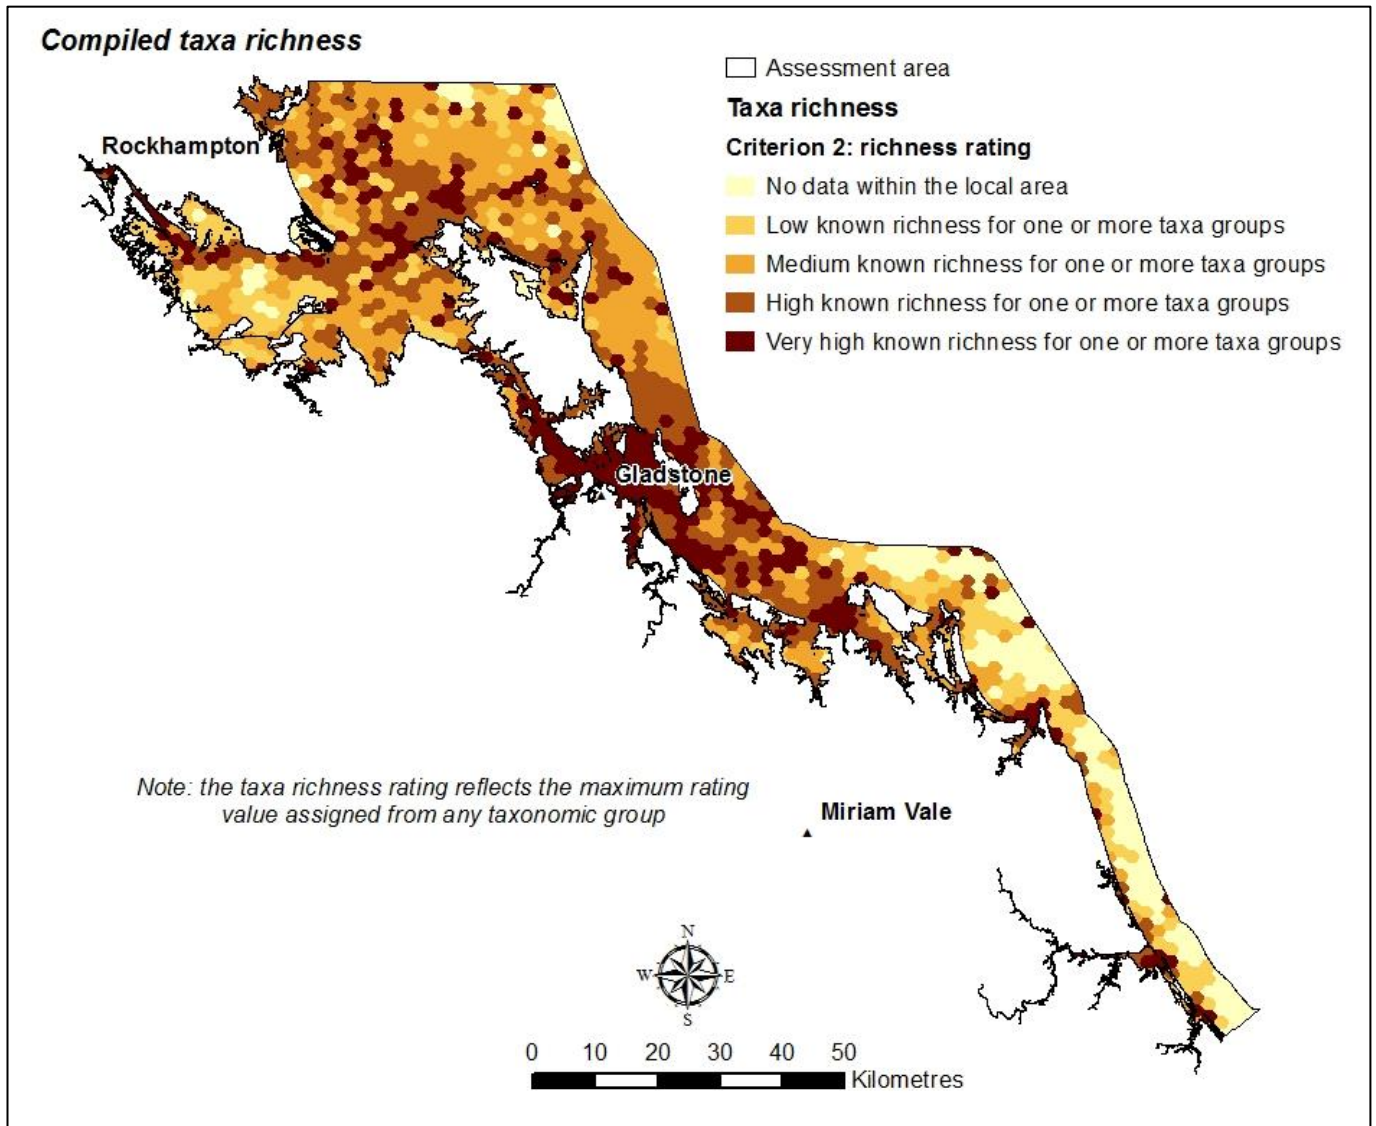 Compiled taxa richness
Assessment area
Taxa richness
Criterion 2: richness rating
No data within the local area
Low known richness for one or more taxa groups
Medium known richness for one or more taxa groups
High known richness for one or more taxa groups
Very high known richness for one or more taxa groups
Rockhampton
Gladstone
Note: the taxa richness rating reflects the maximum rating
value assigned from any taxonomic group
Miriam Vale
N
W E
S
0 10 20 30 40 50
Kilometres